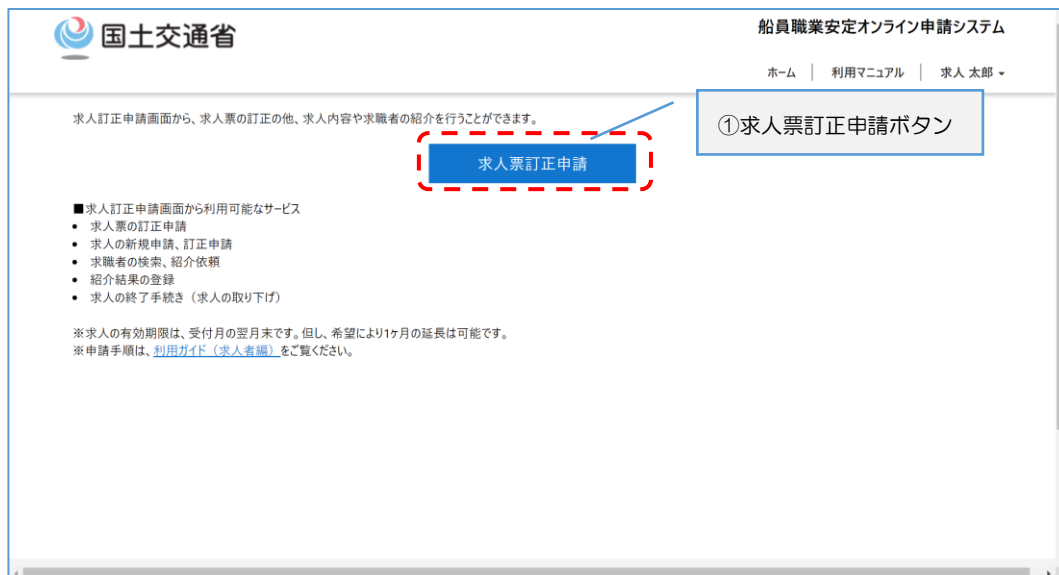 国土交通省
船員職業安定オンライン申請システム
ホーム
利用マニュアル
求人 太郎
求人訂正申請画面から、求人票の訂正の他、求人内容や求職者の紹介を行うことができます。
①求人票訂正申請ボタン
求人票訂正申請
■求人訂正申請画面から利用可能なサービス
• 求人票の訂正申請
• 求人の新規申請、訂正申請
• 求職者の検索、紹介依頼
• 紹介結果の登録
• 求人の終了手続き（求人の取り下げ）
※求人の有効期限は、受付月の翌月末です。但し、希望により1ヶ月の延長は可能です。
※申請手順は、利用ガイド（求人者編）をご覧ください。